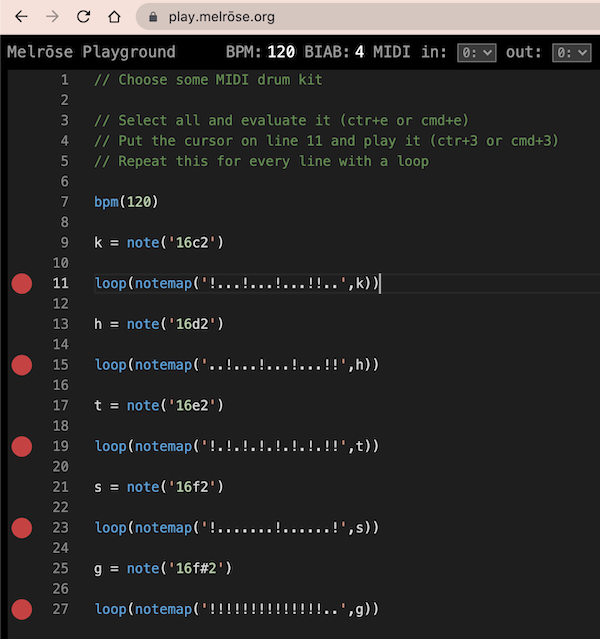 play.melrōse.org
Melrōse Playground BPM: 120 BIAB: 4 MIDI in: 0: out: 0:
1 // Choose some MIDI drum kit
2
3 // Select all and evaluate it (ctr+e or cmd+e)
4 // Put the cursor on line 11 and play it (ctr+3 or cmd+3)
5 // Repeat this for every line with a loop
6
7 bpm(120)
8
9 k = note('16c2')
10
11 loop(notemap('!...!...!...!!..',k))
12
13 h = note('16d2')
14
15 loop(notemap('..!...!...!...!!',h))
16
17 t = note('16e2')
18
19 loop(notemap('!.!.!.!.!.!.!.!!',t))
20
21 s = note('16f2')
22
23 loop(notemap('!.......!......!',s))
24
25 g = note('16f#2')
26
27 loop(notemap('!!!!!!!!!!!!!!..',g))